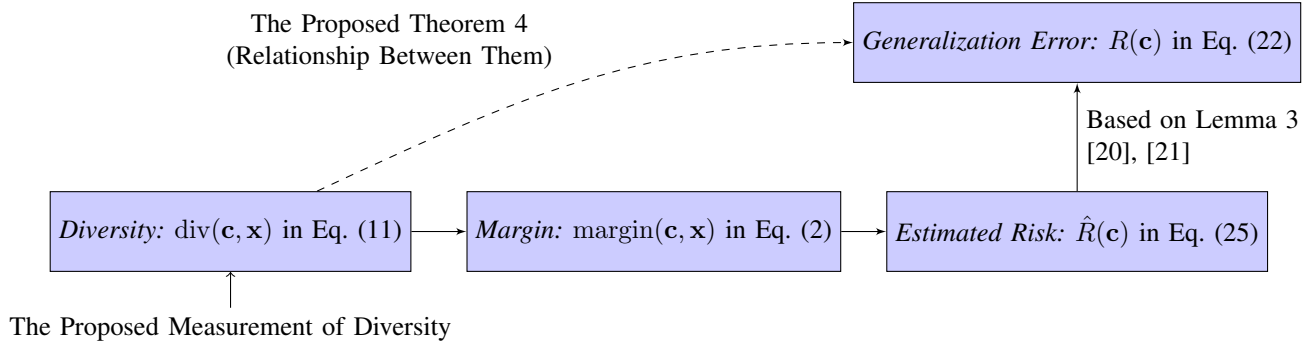 The Proposed Theorem 4
(Relationship Between Them)
Generalization Error: R(c) in Eq. (22)
Based on Lemma 3
[20], [21]
Diversity: div(c, x) in Eq. (11)
Margin: margin(c, x) in Eq. (2)
Estimated Risk: R̂(c) in Eq. (25)
The Proposed Measurement of Diversity